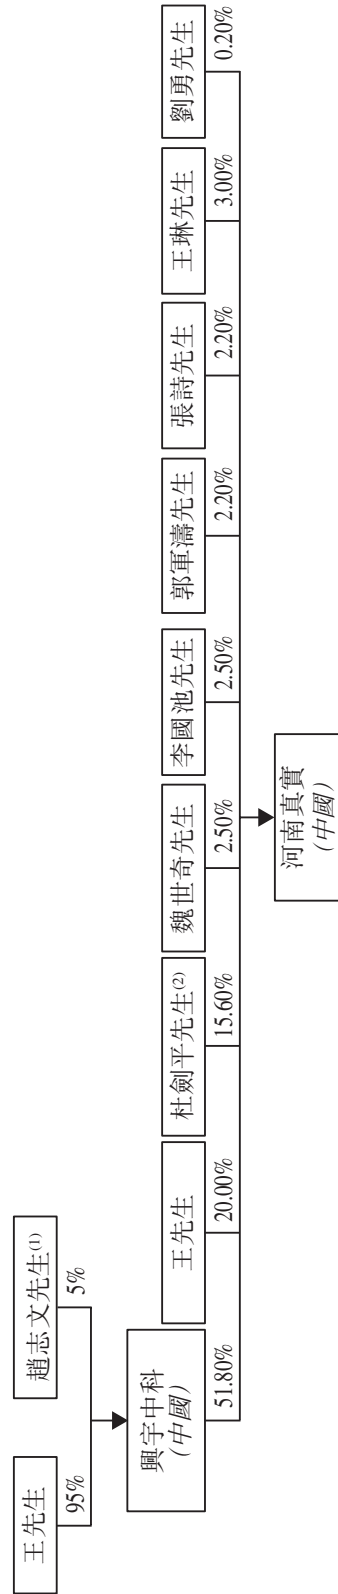 王先生
趙志文先生(1)
95%
5%
興宇中科
(中國)
王先生
杜劍平先生(2)
魏世奇先生
李國池先生
郭軍濤先生
張詩先生
王琳先生
劉勇先生
51.80%
20.00%
15.60%
2.50%
2.50%
2.20%
2.20%
3.00%
0.20%
河南真實
(中國)